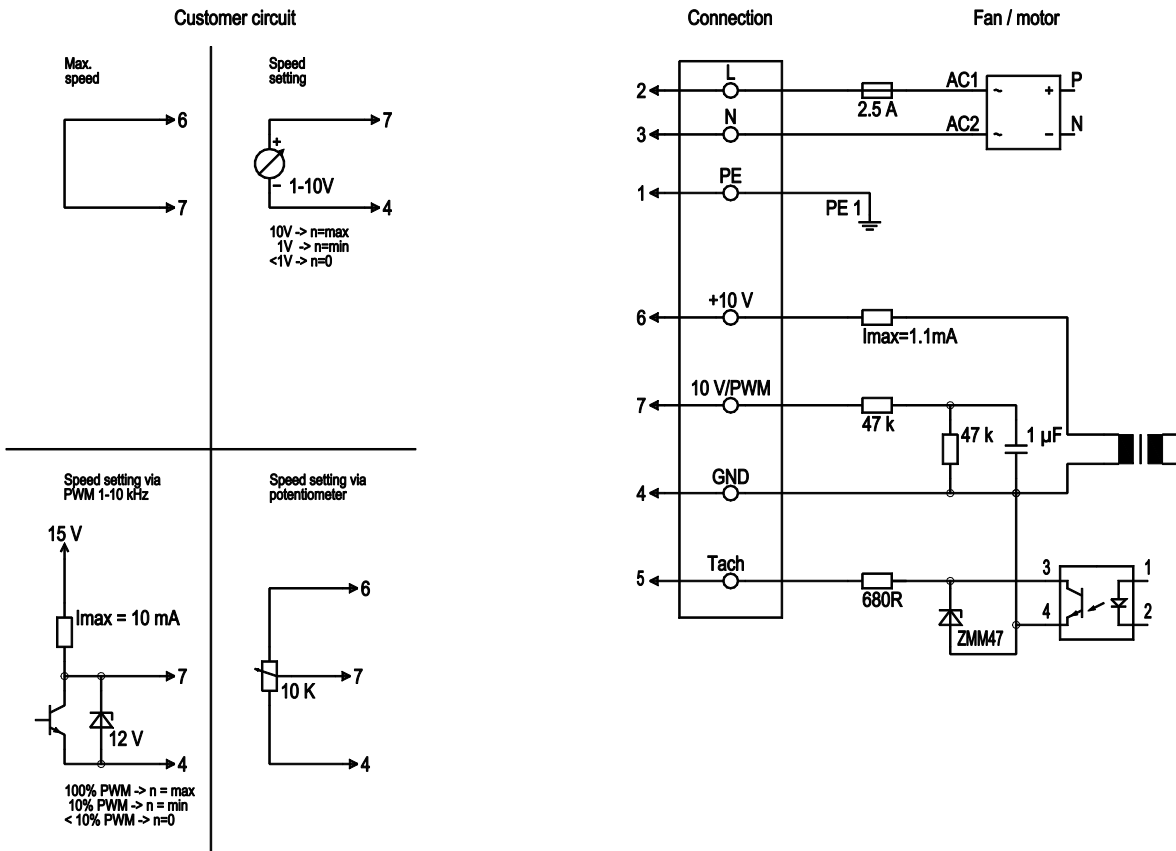 Customer circuit
Connection
Fan / motor
Max.
speed
6
7
Speed
setting
7
+
–
1-10V
4
10V -> n=max
1V -> n=min
<1V -> n=0
Speed setting via
PWM 1-10 kHz
15 V
Imax = 10 mA
7
12 V
4
100% PWM -> n = max
10% PWM -> n = min
< 10% PWM -> n=0
Speed setting via
potentiometer
6
7
10 K
4
2
L
2.5 A
AC1
~
+
P
3
N
AC2
~
–
N
1
PE
PE 1
6
+10 V
Imax=1.1mA
7
10 V/PWM
47 k
47 k
1 µF
4
GND
5
Tach
680R
ZMM47
3
4
1
2